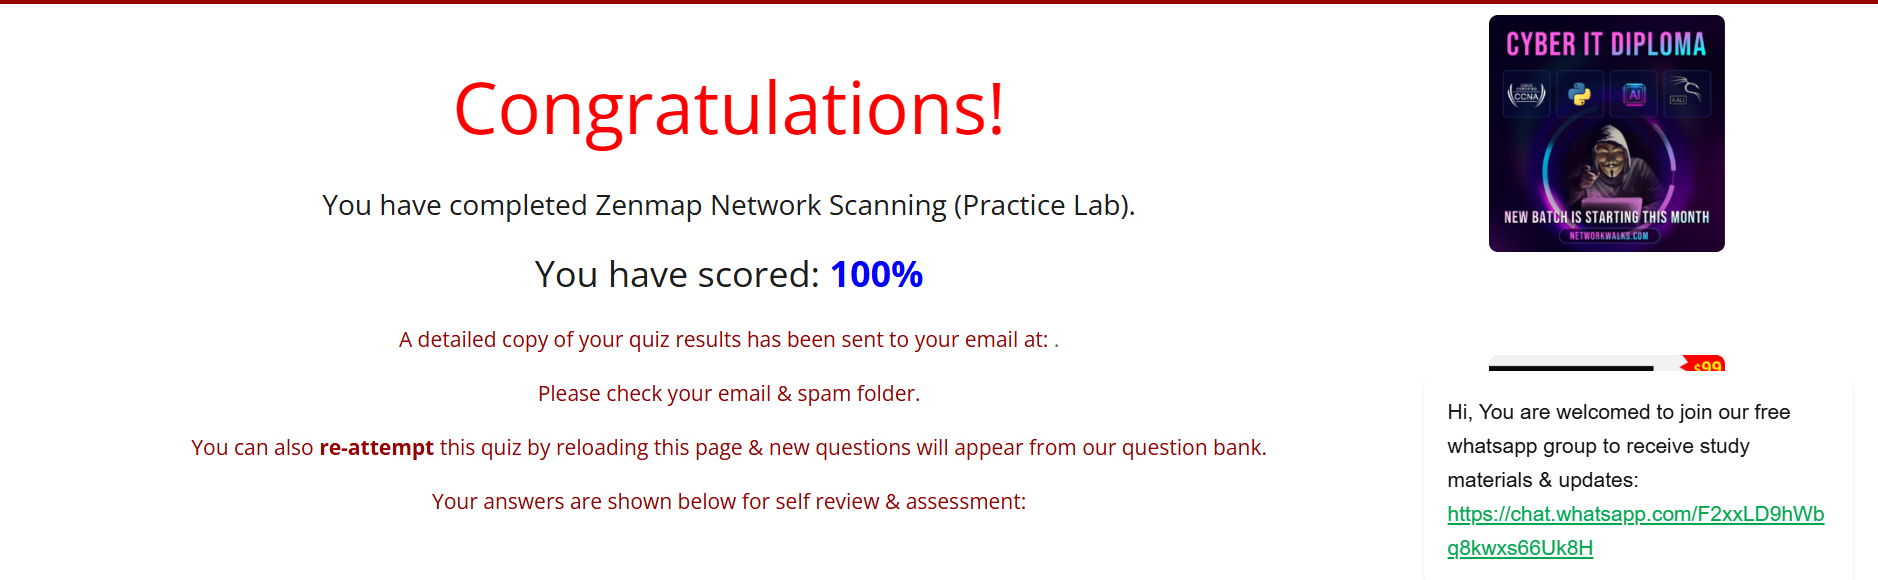 Congratulations!
You have completed Zenmap Network Scanning (Practice Lab).
You have scored: 100%
A detailed copy of your quiz results has been sent to your email at: .
Please check your email & spam folder.
You can also re-attempt this quiz by reloading this page & new questions will appear from our question bank.
Your answers are shown below for self review & assessment:
CYBER IT DIPLOMA
CCNA
AI
KALI
NEW BATCH IS STARTING THIS MONTH
NETWORKWALKS.COM
$99
Hi, You are welcomed to join our free
whatsapp group to receive study
materials & updates:
https://chat.whatsapp.com/F2xxLD9hWb
q8kwxs66Uk8H